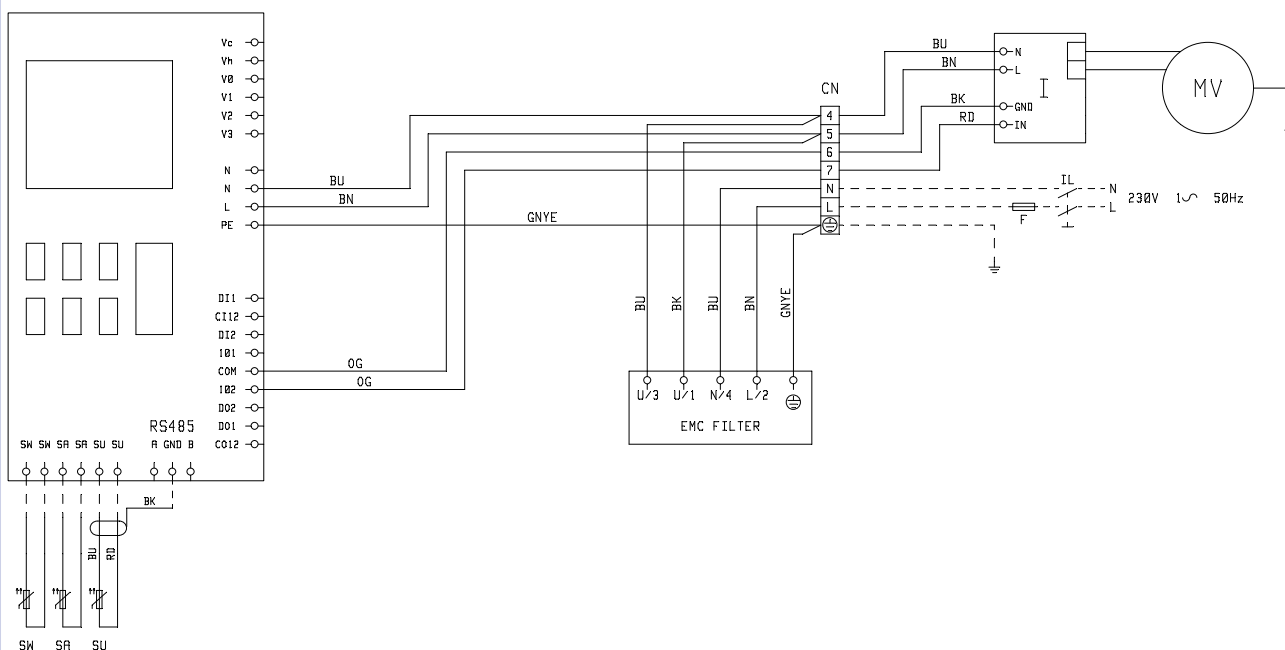 Vc
Vh
V0
V1
V2
V3
N
N
L
PE
DI1
CI12
DI2
I01
COM
I02
DO2
DO1
CO12
RS485
SW SW SA SA SU SU A GND B
BU
BN
GNYE
OG
OG
BK
BU
RD
SW SA SU
CN
4
5
6
7
N
L
BU
BN
BK
RD
N
L
GND
IN
I
MV
IL
F
N
L
230V 1 50Hz
BU
BK
BU
BN
GNYE
U/3 U/1 N/4 L/2
EMC FILTER